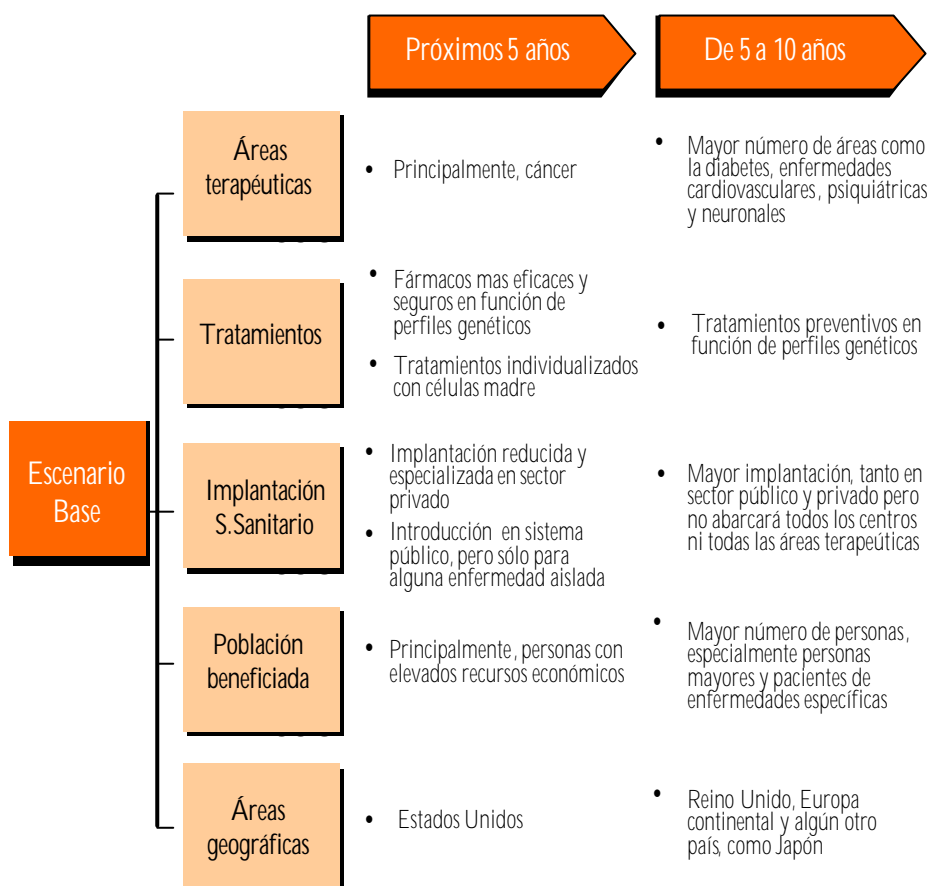 Próximos 5 años
De 5 a 10 años
Áreas
terapéuticas
• Principalmente, cáncer
• Mayor número de áreas como
la diabetes, enfermedades
cardiovasculares, psiquiátricas
y neuronales
Tratamientos
• Fármacos mas eficaces y
seguros en función de
perfiles genéticos
• Tratamientos individualizados
con células madre
• Tratamientos preventivos en
función de perfiles genéticos
Escenario
Base
Implantación
S.Sanitario
• Implantación reducida y
especializada en sector
privado
• Introducción en sistema
público, pero sólo para
alguna enfermedad aislada
• Mayor implantación, tanto en
sector público y privado pero
no abarcará todos los centros
ni todas las áreas terapeúticas
Población
beneficiada
• Principalmente, personas con
elevados recursos económicos
• Mayor número de personas,
especialmente personas
mayores y pacientes de
enfermedades específicas
Áreas
geográficas
• Estados Unidos
• Reino Unido, Europa
continental y algún otro
país, como Japón